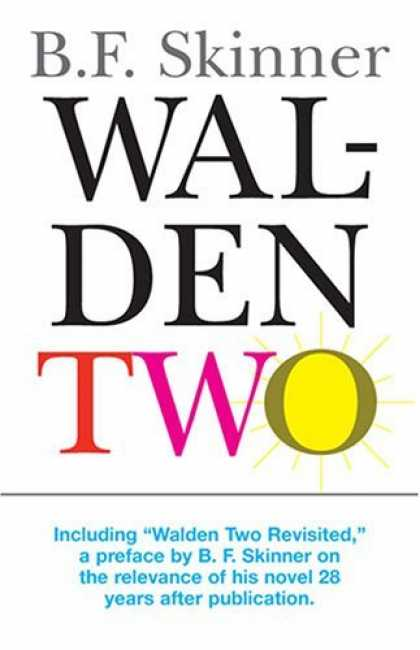 B.F. Skinner
WAL-
DEN
TWO
Including “Walden Two Revisited,”
a preface by B. F. Skinner on
the relevance of his novel 28
years after publication.